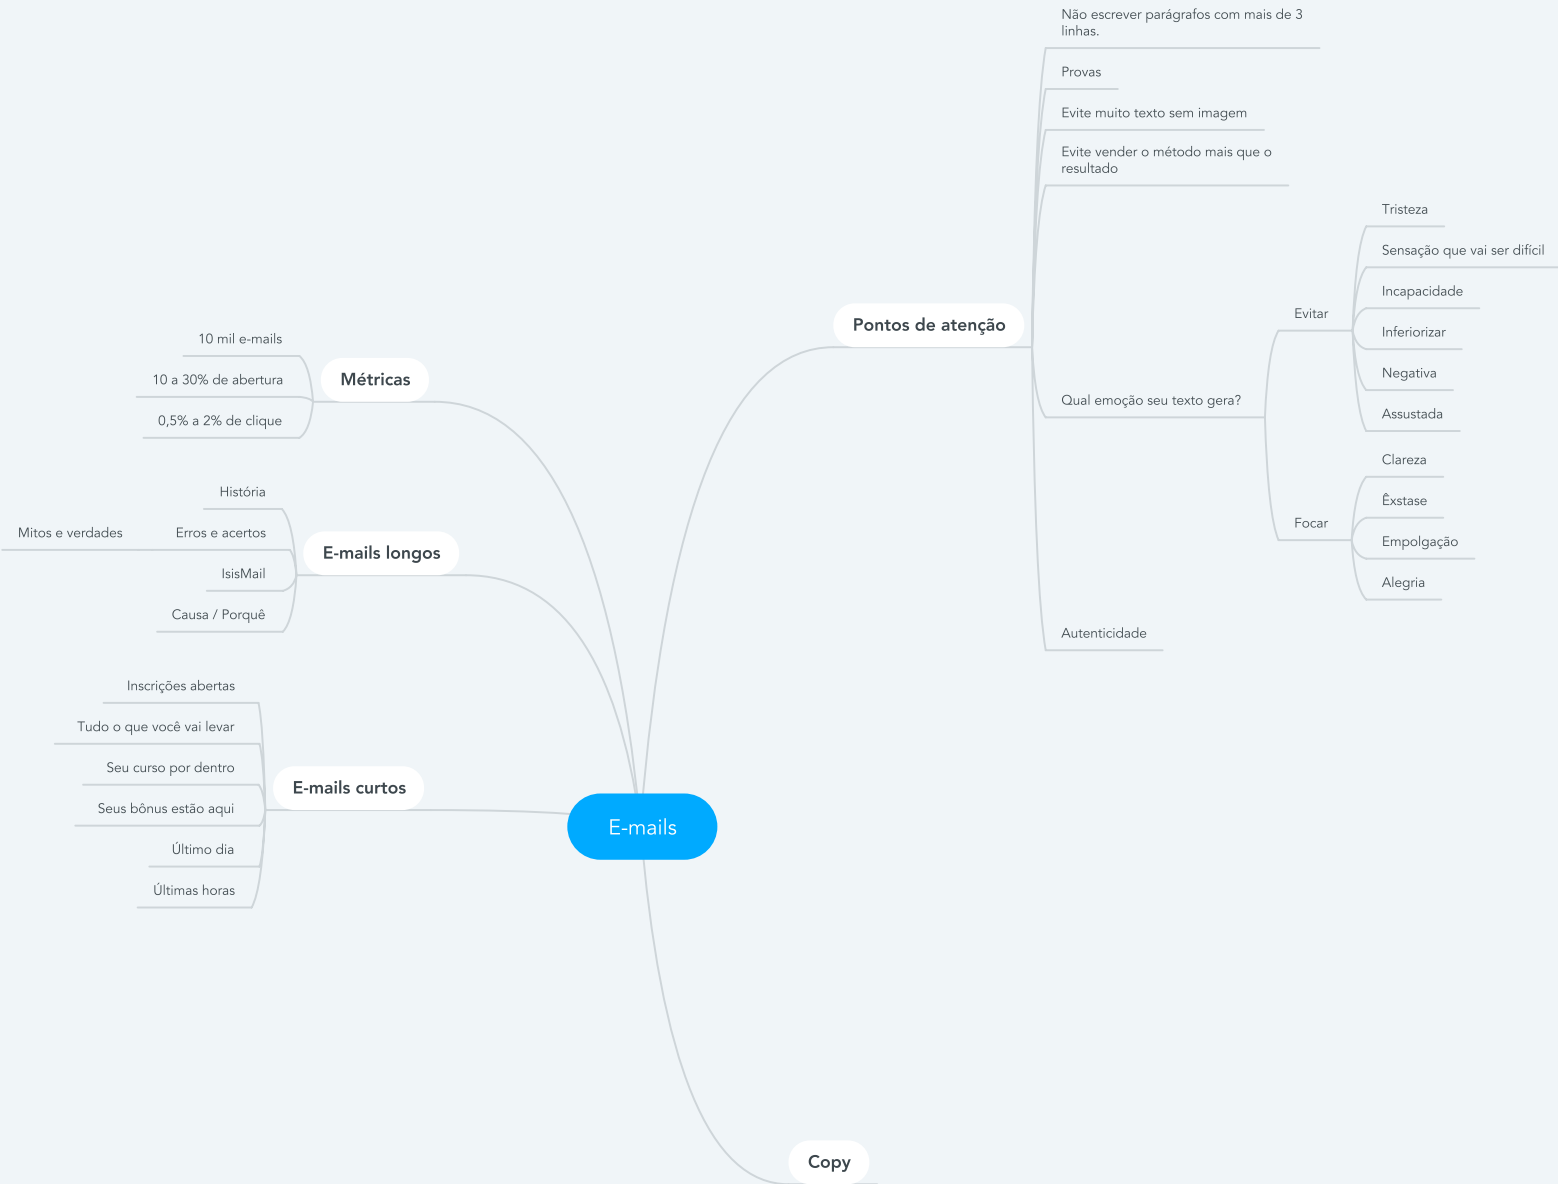 E-mails
Pontos de atenção
Não escrever parágrafos com mais de 3
linhas.
Provas
Evite muito texto sem imagem
Evite vender o método mais que o
resultado
Qual emoção seu texto gera?
Evitar
Tristeza
Sensação que vai ser difícil
Incapacidade
Inferiorizar
Negativa
Assustada
Focar
Clareza
Êxstase
Empolgação
Alegria
Autenticidade
Métricas
10 mil e-mails
10 a 30% de abertura
0,5% a 2% de clique
E-mails longos
História
Erros e acertos
Mitos e verdades
IsisMail
Causa / Porquê
E-mails curtos
Inscrições abertas
Tudo o que você vai levar
Seu curso por dentro
Seus bônus estão aqui
Último dia
Últimas horas
Copy